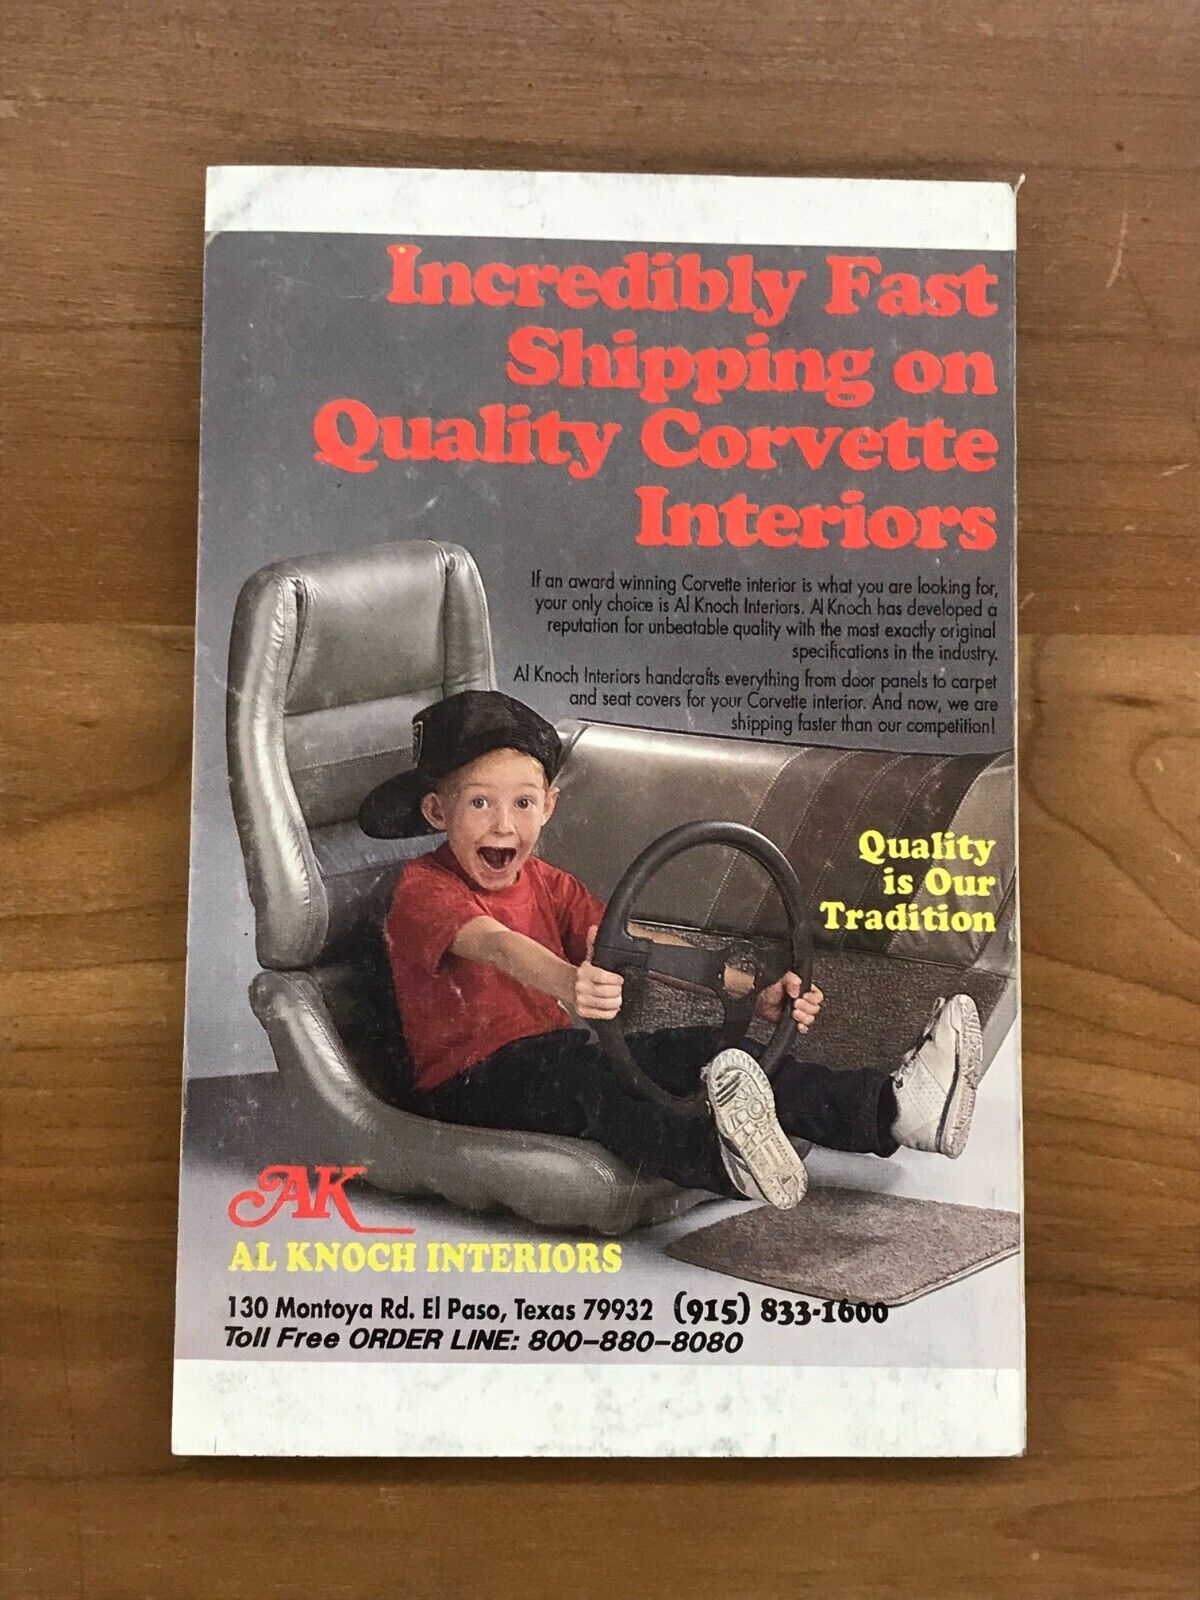 Incredibly Fast
Shipping on
Quality Corvette
Interiors
If an award winning Corvette interior is what you are looking for,
your only choice is Al Knoch Interiors. Al Knoch has developed a
reputation for unbeatable quality with the most exactly original
specifications in the industry.
Al Knoch Interiors handcrafts everything from door panels to carpet
and seat covers for your Corvette interior. And now, we are
shipping faster than our competition!
Quality
is Our
Tradition
AK
AL KNOCH INTERIORS
130 Montoya Rd. El Paso, Texas 79932 (915) 833-1600
Toll Free ORDER LINE: 800-880-8080